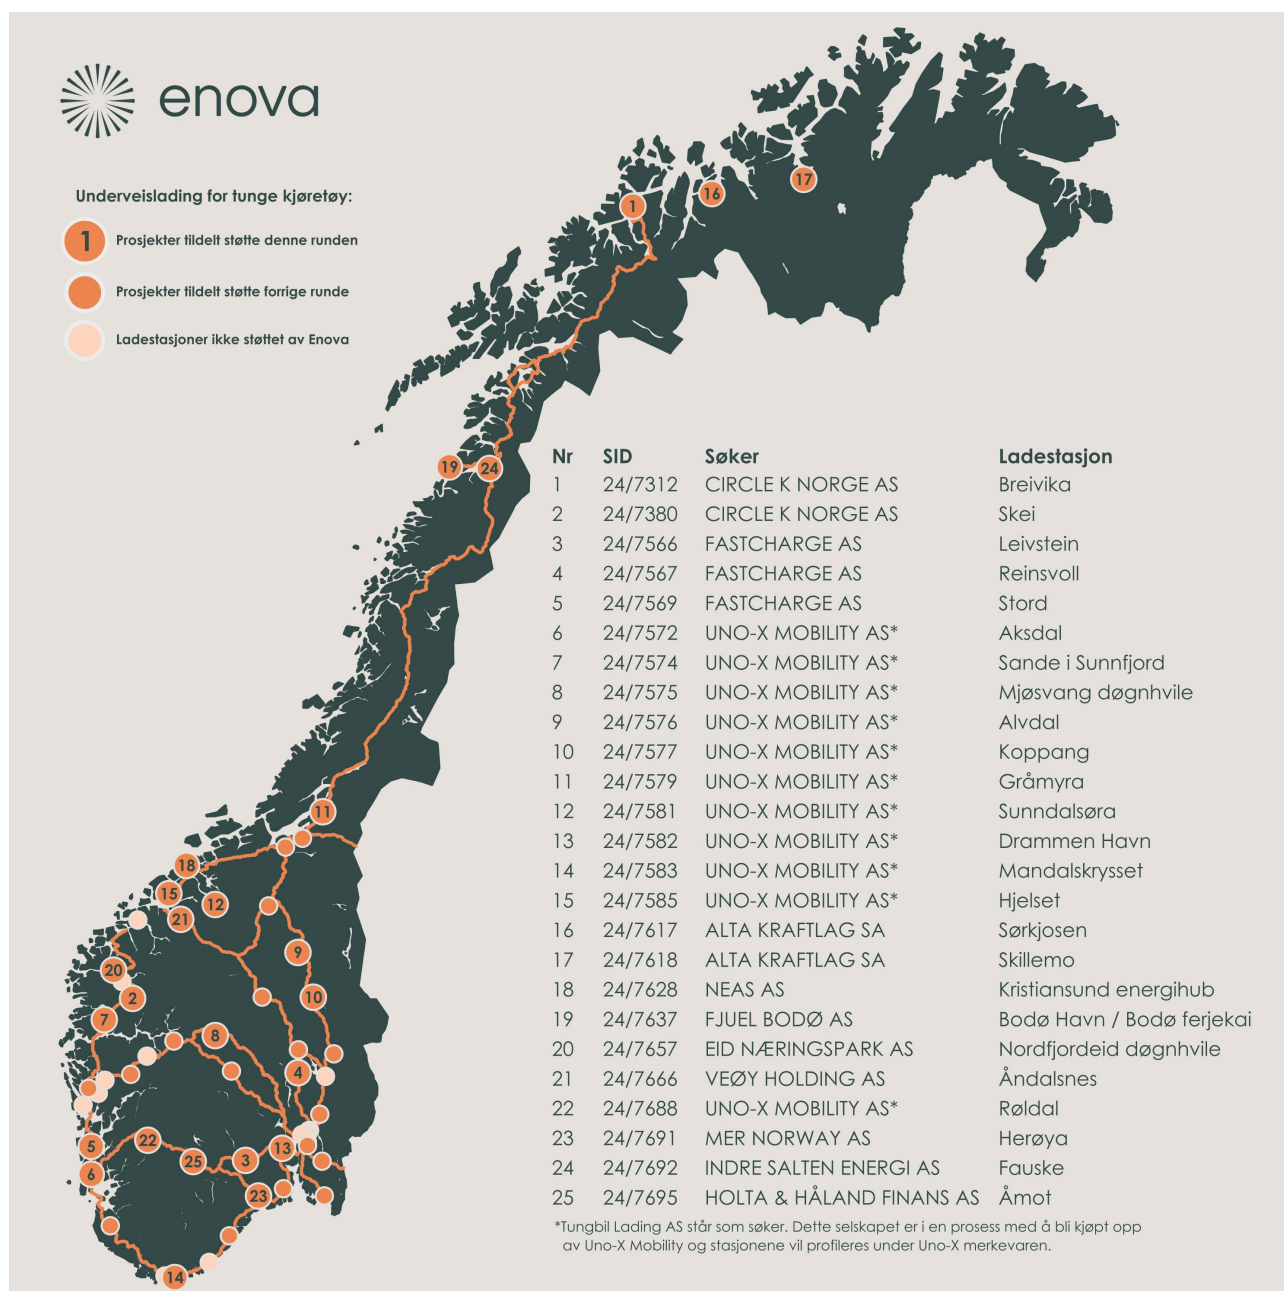 enova
Underveislading for tunge kjøretøy:
1 Prosjekter tildelt støtte denne runden
Prosjekter tildelt støtte forrige runde
Ladestasjoner ikke støttet av Enova
17
16
1
19
24
11
18
15
12
21
9
20
2
10
7
8
4
5
22
13
6
25
3
23
14
Nr SID Søker Ladestasjon
1 24/7312 CIRCLE K NORGE AS Breivika
2 24/7380 CIRCLE K NORGE AS Skei
3 24/7566 FASTCHARGE AS Leivstein
4 24/7567 FASTCHARGE AS Reinsvoll
5 24/7569 FASTCHARGE AS Stord
6 24/7572 UNO-X MOBILITY AS* Aksdal
7 24/7574 UNO-X MOBILITY AS* Sande i Sunnfjord
8 24/7575 UNO-X MOBILITY AS* Mjøsvang døgnhvile
9 24/7576 UNO-X MOBILITY AS* Alvdal
10 24/7577 UNO-X MOBILITY AS* Koppang
11 24/7579 UNO-X MOBILITY AS* Gråmyra
12 24/7581 UNO-X MOBILITY AS* Sunndalsøra
13 24/7582 UNO-X MOBILITY AS* Drammen Havn
14 24/7583 UNO-X MOBILITY AS* Mandalskrysset
15 24/7585 UNO-X MOBILITY AS* Hjelset
16 24/7617 ALTA KRAFTLAG SA Sørkjosen
17 24/7618 ALTA KRAFTLAG SA Skillemo
18 24/7628 NEAS AS Kristiansund energihub
19 24/7637 FJUEL BODØ AS Bodø Havn / Bodø ferjekai
20 24/7657 EID NÆRINGSPARK AS Nordfjordeid døgnhvile
21 24/7666 VEØY HOLDING AS Åndalsnes
22 24/7688 UNO-X MOBILITY AS* Røldal
23 24/7691 MER NORWAY AS Herøya
24 24/7692 INDRE SALTEN ENERGI AS Fauske
25 24/7695 HOLTA & HÅLAND FINANS AS Åmot
*Tungbil Lading AS står som søker. Dette selskapet er i en prosess med å bli kjøpt opp
av Uno-X Mobility og stasjonene vil profileres under Uno-X merkevaren.